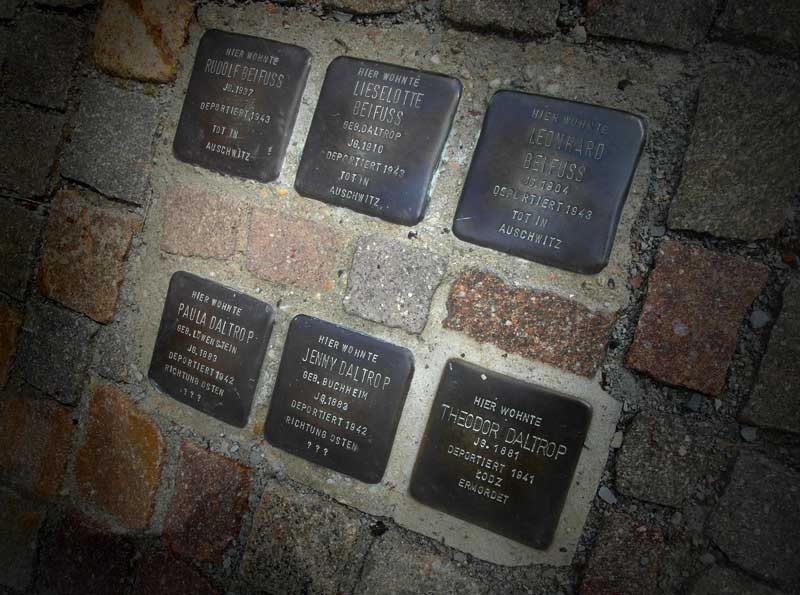 HIER WOHNTE
RUDOLF BEIFUSS
JG.1937
DEPORTIERT 1943
TOT IN
AUSCHWITZ
HIER WOHNTE
LIESELOTTE
BEIFUSS
GEB.DALTROP
JG.1910
DEPORTIERT 1943
TOT IN
AUSCHWITZ
HIER WOHNTE
LEONHARD
BEIFUSS
JG.1904
DEPORTIERT 1943
TOT IN
AUSCHWITZ
HIER WOHNTE
PAULA DALTROP
GEB.LÖWENSTEIN
JG.1883
DEPORTIERT 1942
RICHTUNG OSTEN
? ? ?
HIER WOHNTE
JENNY DALTROP
GEB.BUCHHEIM
JG.1883
DEPORTIERT 1942
RICHTUNG OSTEN
? ? ?
HIER WOHNTE
THEODOR DALTROP
JG.1881
DEPORTIERT 1941
ŁODZ
ERMORDET